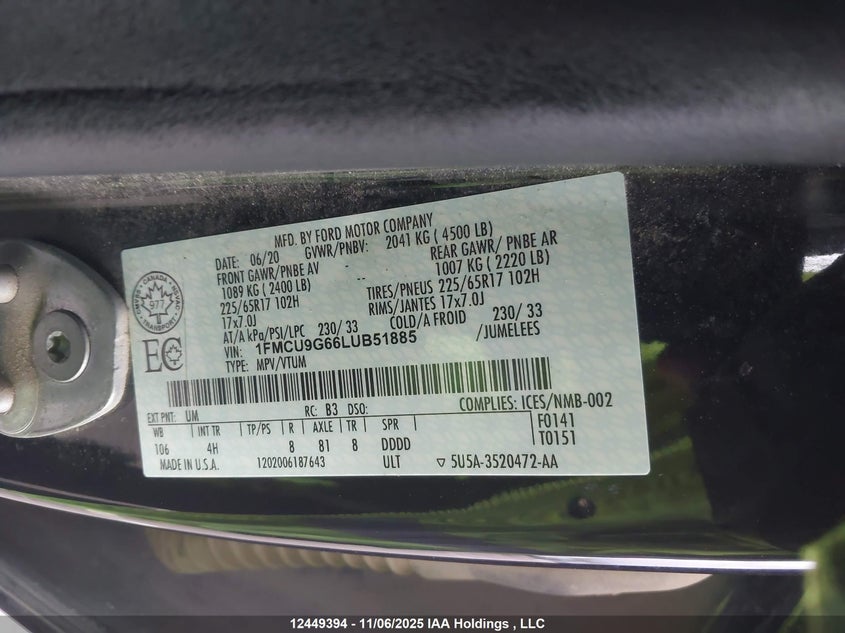 MFD. BY FORD MOTOR COMPANY
DATE: 06/20 GVWR/PNBV: 2041 KG ( 4500 LB)
FRONT GAWR/PNBE AV - REAR GAWR/ PNBE AR
1089 KG ( 2400 LB) -- 1007 KG ( 2220 LB)
225/65R17 102H TIRES/PNEUS 225/65R17 102H
17x7.0J RIMS/JANTES 17x7.0J
AT/A kPa/PSI/LPC 230/ 33 COLD/A FROID 230/ 33
VIN: 1FMCU9G66LUB51885 /JUMELEES
TYPE: MPV/VTUM
CANADA
977
TRANSPORT
EC
EXT PNT: UM RC: B3 DSO: COMPLIES: ICES/NMB-002
WB INT TR TP/PS R AXLE TR SPR F0141
106 4H 8 81 8 DDDD T0151
MADE IN U.S.A. 1202006187643 ULT ▽ 5U5A-3520472-AA
12449394 - 11/06/2025 IAA Holdings , LLC